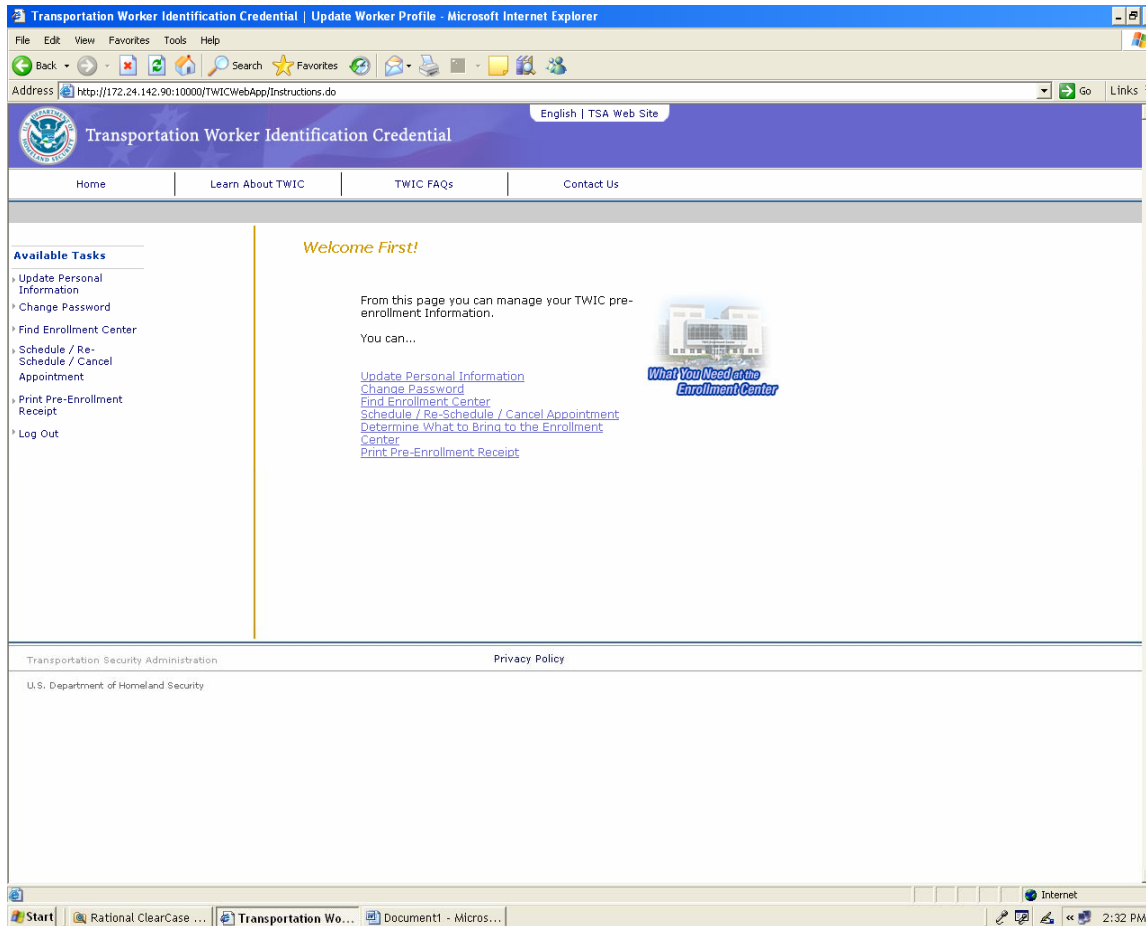 Transportation Worker Identification Credential | Update Worker Profile - Microsoft Internet Explorer
File Edit View Favorites Tools Help
Back Search Favorites
Address http://172.24.142.90:10000/TWICWebApp/Instructions.do Go Links
English | TSA Web Site
Transportation Worker Identification Credential
Home Learn About TWIC TWIC FAQs Contact Us
Available Tasks
Update Personal
Information
Change Password
Find Enrollment Center
Schedule / Re-
Schedule / Cancel
Appointment
Print Pre-Enrollment
Receipt
Log Out
Welcome First!
From this page you can manage your TWIC pre-
enrollment Information.
You can...
Update Personal Information
Change Password
Find Enrollment Center
Schedule / Re-Schedule / Cancel Appointment
Determine What to Bring to the Enrollment
Center
Print Pre-Enrollment Receipt
What You Need at the
Enrollment Center
Transportation Security Administration
Privacy Policy
U.S. Department of Homeland Security
Internet
Start Rational ClearCase ... Transportation Wo... Document1 - Micros... 2:32 PM